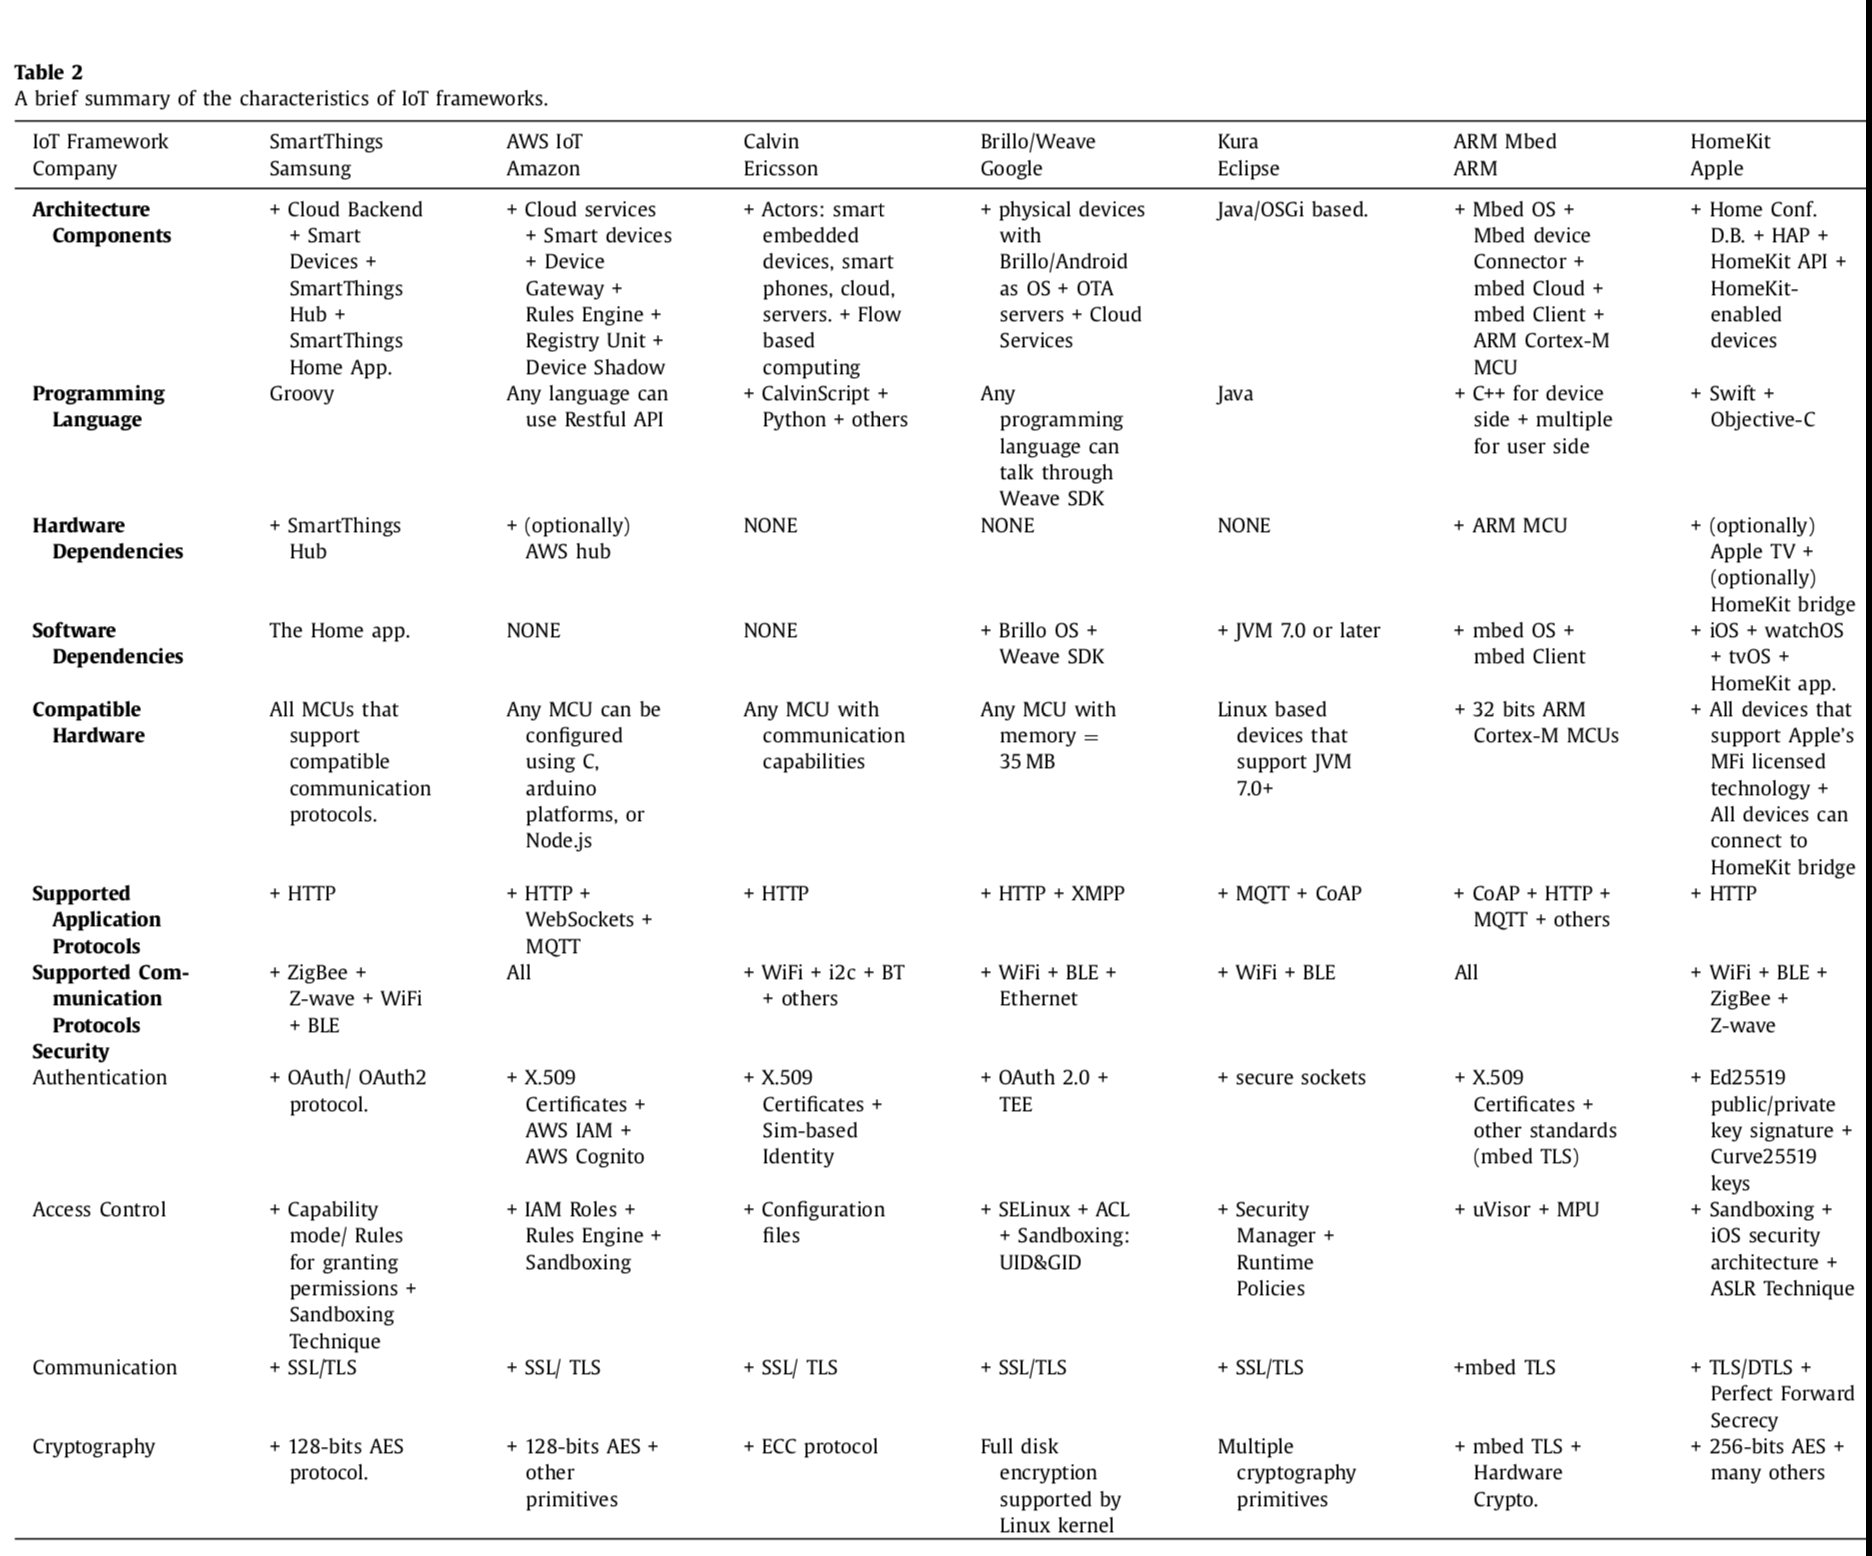 Table 2
A brief summary of the characteristics of IoT frameworks.
IoT Framework
SmartThings
AWS IoT
Calvin
Brillo/Weave
Kura
ARM Mbed
HomeKit
Company
Samsung
Amazon
Ericsson
Google
Eclipse
ARM
Apple
Architecture
Components
+ Cloud Backend
+ Smart
Devices +
SmartThings
Hub +
SmartThings
Home App.
+ Cloud services
+ Smart devices
+ Device
Gateway +
Rules Engine +
Registry Unit +
Device Shadow
+ Actors: smart
embedded
devices, smart
phones, cloud,
servers. + Flow
based
computing
+ physical devices
with
Brillo/Android
as OS + OTA
servers + Cloud
Services
Java/OSGi based.
+ Mbed OS +
Mbed device
Connector +
mbed Cloud +
mbed Client +
ARM Cortex-M
MCU
+ Home Conf.
D.B. + HAP +
HomeKit API +
HomeKit-
enabled
devices
Programming
Language
Groovy
Any language can
use Restful API
+ CalvinScript +
Python + others
Any
programming
language can
talk through
Weave SDK
Java
+ C++ for device
side + multiple
for user side
+ Swift +
Objective-C
Hardware
Dependencies
+ SmartThings
Hub
+ (optionally)
AWS hub
NONE
NONE
NONE
+ ARM MCU
+ (optionally)
Apple TV +
(optionally)
HomeKit bridge
Software
Dependencies
The Home app.
NONE
NONE
+ Brillo OS +
Weave SDK
+ JVM 7.0 or later
+ mbed OS +
mbed Client
+ iOS + watchOS
+ tvOS +
HomeKit app.
Compatible
Hardware
All MCUs that
support
compatible
communication
protocols.
Any MCU can be
configured
using C,
arduino
platforms, or
Node.js
Any MCU with
communication
capabilities
Any MCU with
memory =
35 MB
Linux based
devices that
support JVM
7.0+
+ 32 bits ARM
Cortex-M MCUs
+ All devices that
support Apple's
MFi licensed
technology +
All devices can
connect to
HomeKit bridge
Supported
Application
Protocols
+ HTTP
+ HTTP +
WebSockets +
MQTT
+ HTTP
+ HTTP + XMPP
+ MQTT + CoAP
+ CoAP + HTTP +
MQTT + others
+ HTTP
Supported Com-
munication
Protocols
+ ZigBee +
Z-wave + WiFi
+ BLE
All
+ WiFi + i2c + BT
+ others
+ WiFi + BLE +
Ethernet
+ WiFi + BLE
All
+ WiFi + BLE +
ZigBee +
Z-wave
Security
Authentication
+ OAuth/ OAuth2
protocol.
+ X.509
Certificates +
AWS IAM +
AWS Cognito
+ X.509
Certificates +
Sim-based
Identity
+ OAuth 2.0 +
TEE
+ secure sockets
+ X.509
Certificates +
other standards
(mbed TLS)
+ Ed25519
public/private
key signature +
Curve25519
keys
Access Control
+ Capability
mode/ Rules
for granting
permissions +
Sandboxing
Technique
+ IAM Roles +
Rules Engine +
Sandboxing
+ Configuration
files
+ SELinux + ACL
+ Sandboxing:
UID&GID
+ Security
Manager +
Runtime
Policies
+ uVisor + MPU
+ Sandboxing +
iOS security
architecture +
ASLR Technique
Communication
+ SSL/TLS
+ SSL/ TLS
+ SSL/ TLS
+ SSL/TLS
+ SSL/TLS
+mbed TLS
+ TLS/DTLS +
Perfect Forward
Secrecy
Cryptography
+ 128-bits AES
protocol.
+ 128-bits AES +
other
primitives
+ ECC protocol
Full disk
encryption
supported by
Linux kernel
Multiple
cryptography
primitives
+ mbed TLS +
Hardware
Crypto.
+ 256-bits AES +
many others